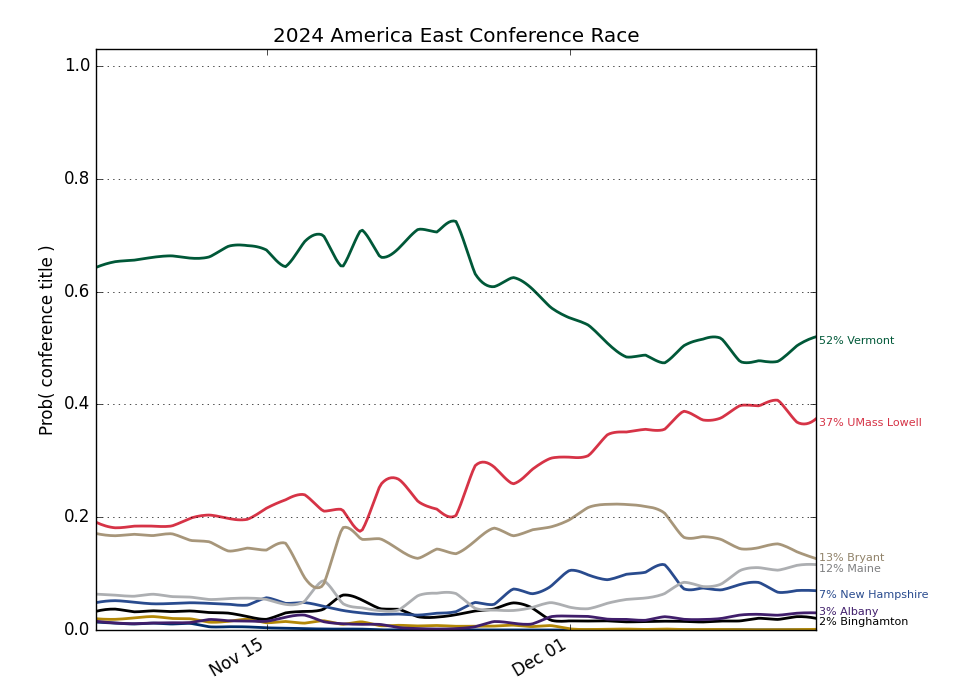 2024 America East Conference Race
Prob( conference title )
1.0
0.8
0.6
0.4
0.2
0.0
Nov 15
Dec 01
52% Vermont
37% UMass Lowell
13% Bryant
12% Maine
7% New Hampshire
3% Albany
2% Binghamton